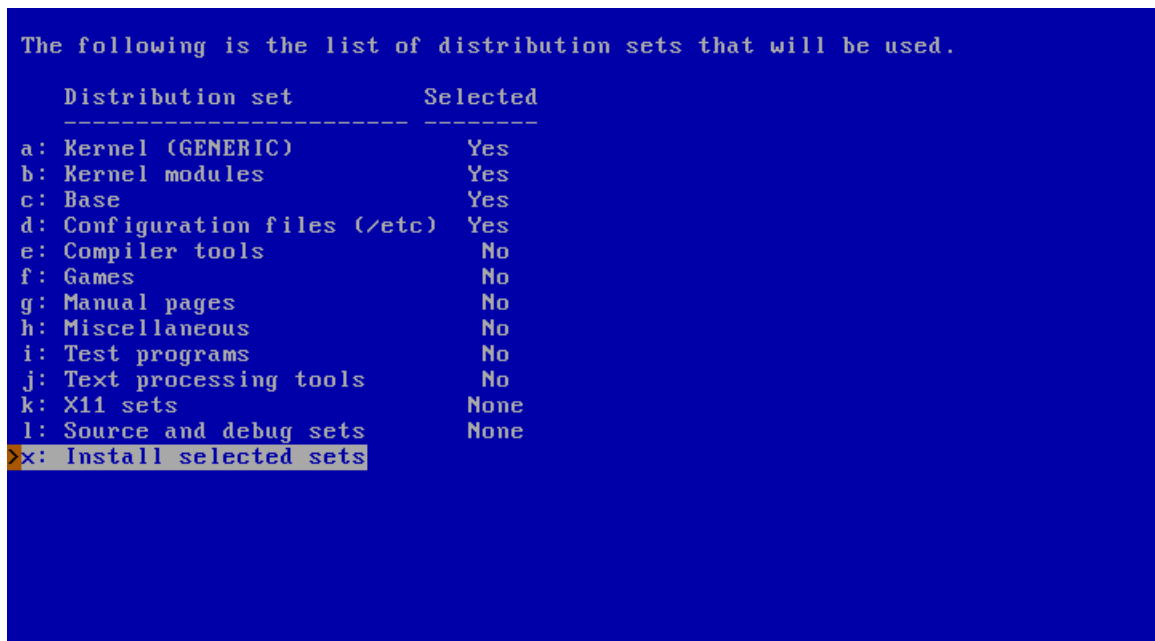 The following is the list of distribution sets that will be used.
Distribution set Selected
------------------------ --------
a: Kernel (GENERIC) Yes
b: Kernel modules Yes
c: Base Yes
d: Configuration files (/etc) Yes
e: Compiler tools No
f: Games No
g: Manual pages No
h: Miscellaneous No
i: Test programs No
j: Text processing tools No
k: X11 sets None
l: Source and debug sets None
>x: Install selected sets